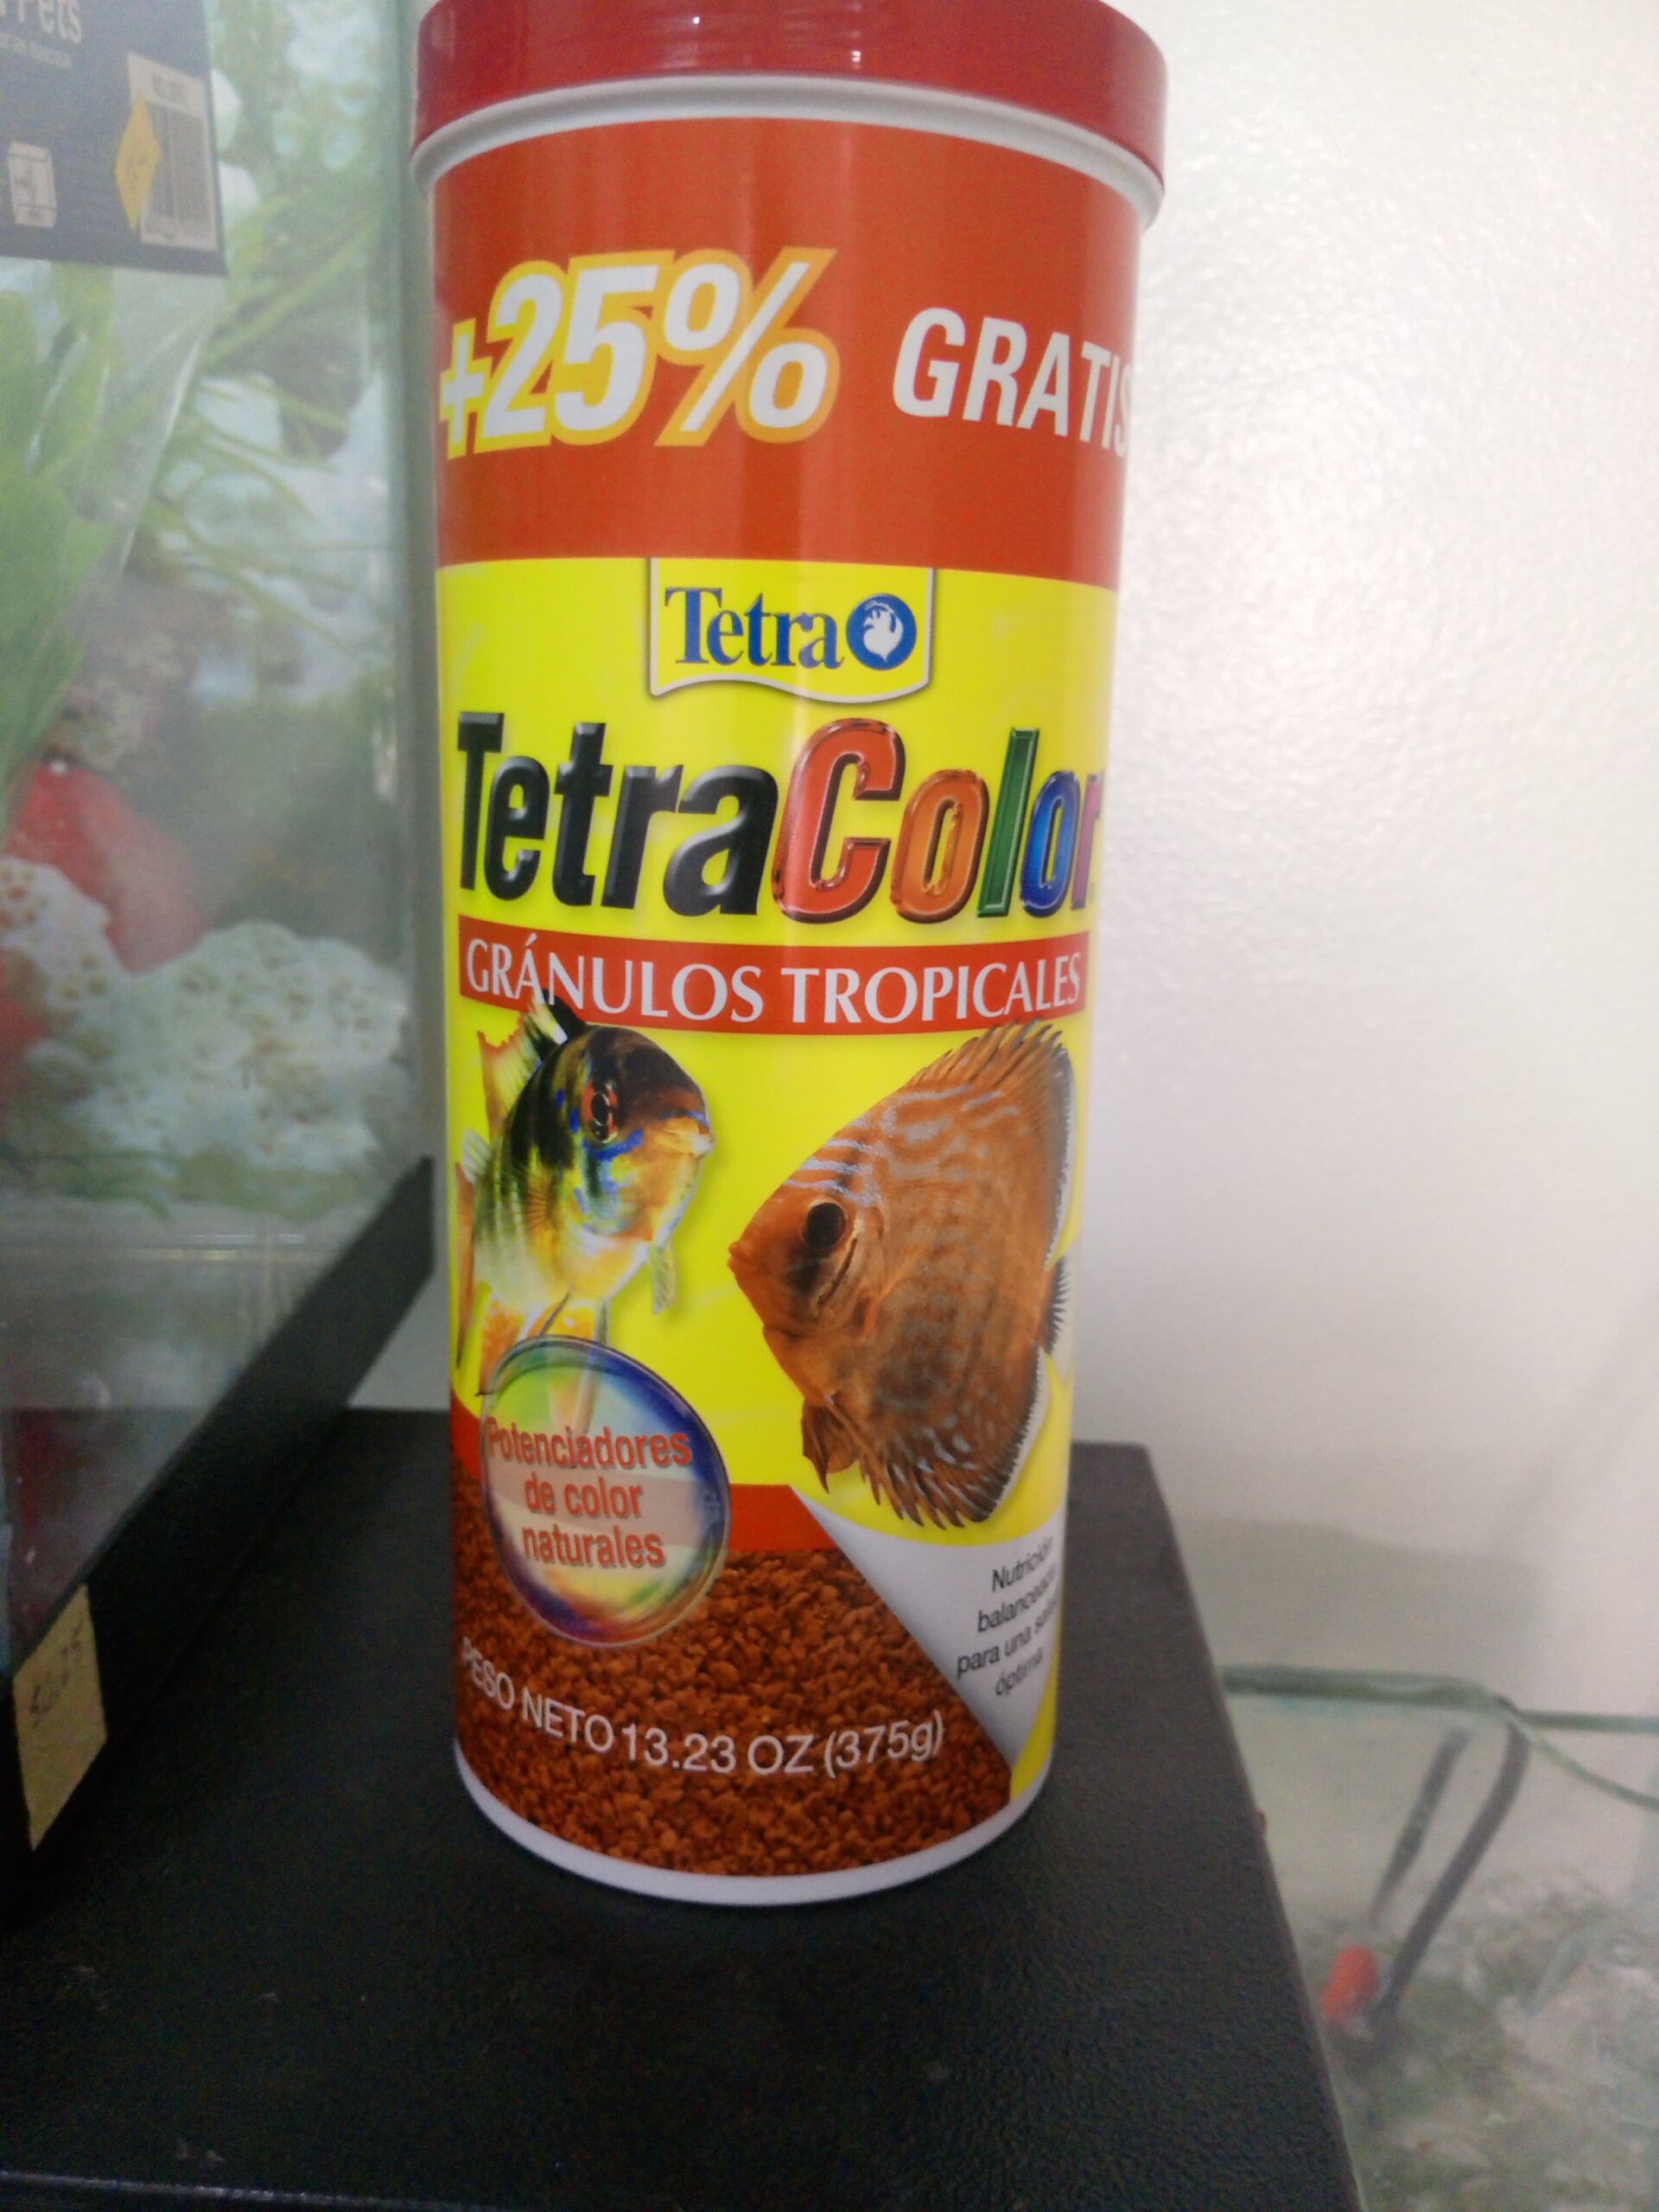 Pets
+25% GRATIS
Tetra
TetraColor
GRÁNULOS TROPICALES
Potenciadores
de color
naturales
Nutrición
para una
PESO NETO 13.23 OZ (375g)